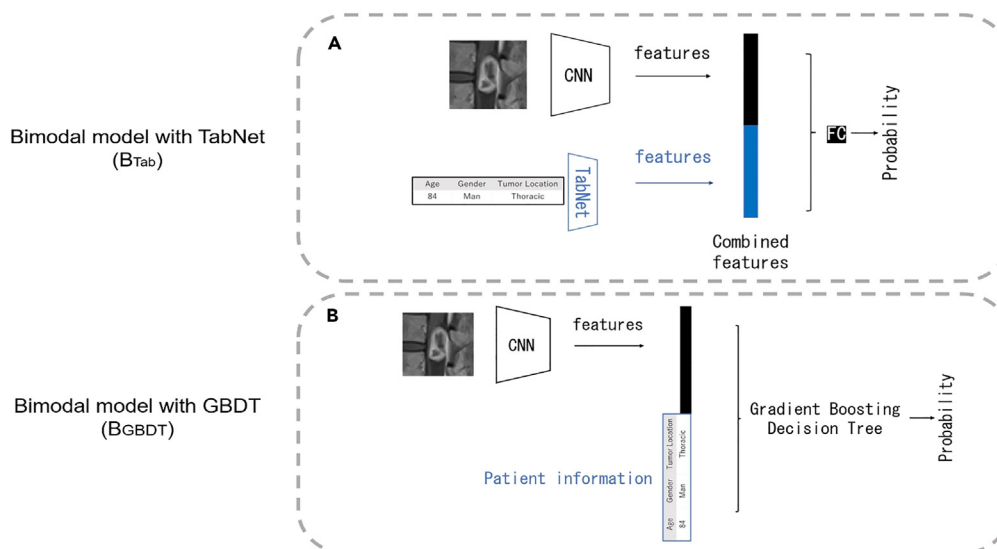 Bimodal model with TabNet
(BTab)
A
CNN
features
Age Gender Tumor Location
84 Man Thoracic
TabNet
features
Combined
features
FC
Probability
Bimodal model with GBDT
(BGBDT)
B
CNN
features
Patient information
Age Gender Tumor Location
84 Man Thoracic
Gradient Boosting
Decision Tree
Probability